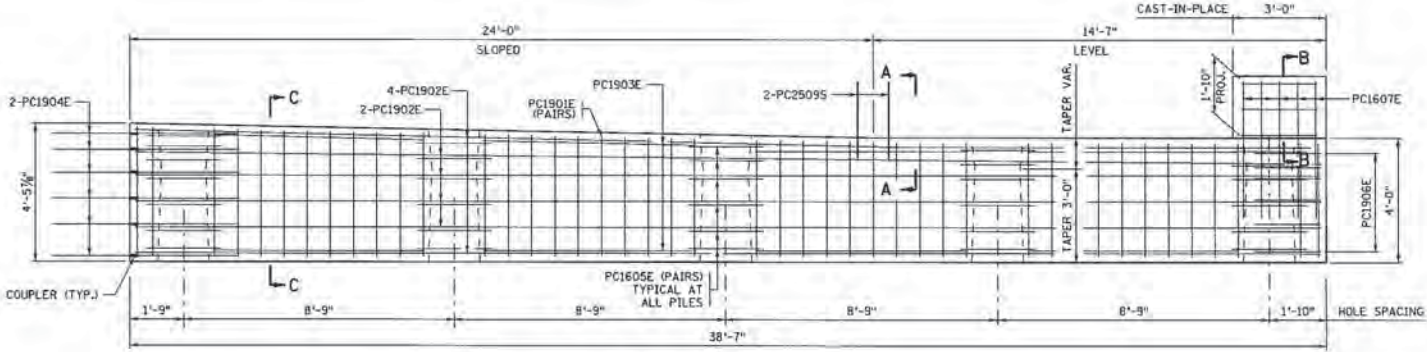 CAST-IN-PLACE
3'-0"
24'-0"
14'-7"
SLOPED
LEVEL
A
B
2-PC1904E
C
4-PC1902E
PC1903E
2-PC2509S
TAPER VAR.
1'-10"
PROJ.
PC1607E
2-PC1902E
PC1901E
(PAIRS)
B
4'-5⅞"
A
TAPER 3'-0"
PC1906E
4'-0"
C
COUPLER (TYP.)
PC1605E (PAIRS)
TYPICAL AT
ALL PILES
1'-9"
8'-9"
8'-9"
8'-9"
8'-9"
1'-10"
HOLE SPACING
38'-7"